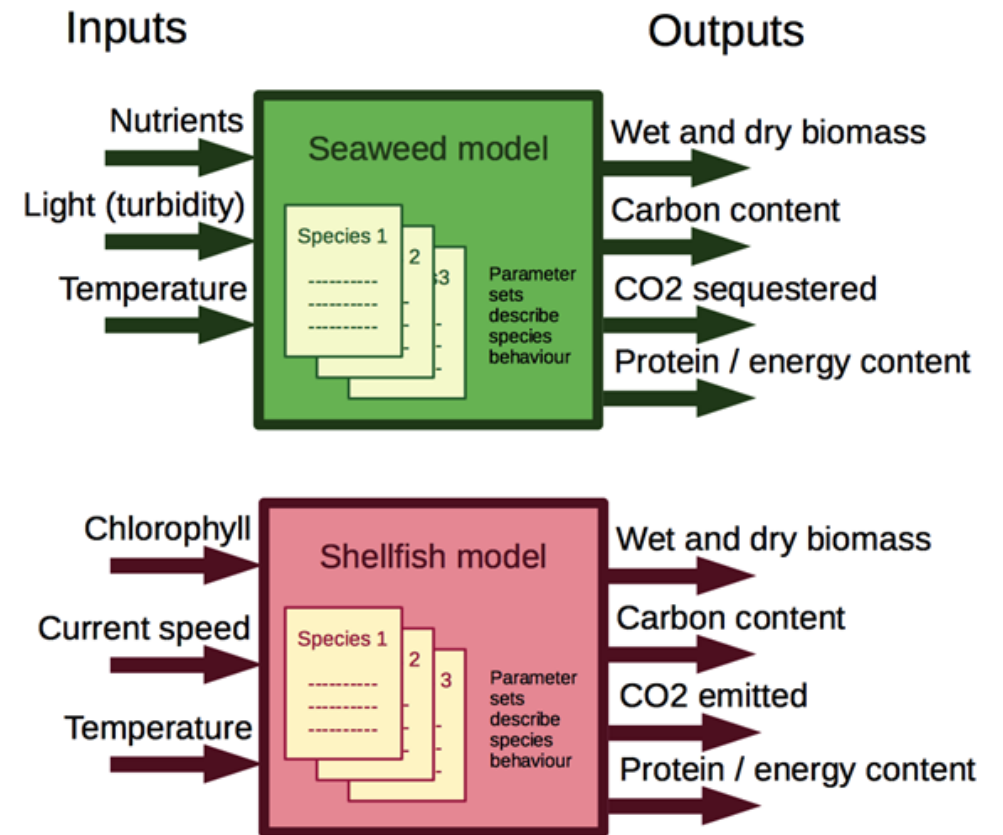 Inputs
Outputs
Nutrients
Light (turbidity)
Temperature
Seaweed model
Species 1
----------
----------
----------
2
-
-
-
s3
-
-
-
Parameter
sets
describe
species
behaviour
Wet and dry biomass
Carbon content
CO2 sequestered
Protein / energy content
Chlorophyll
Current speed
Temperature
Shellfish model
Species 1
----------
----------
----------
2
-
-
-
3
-
-
-
Parameter
sets
describe
species
behaviour
Wet and dry biomass
Carbon content
CO2 emitted
Protein / energy content